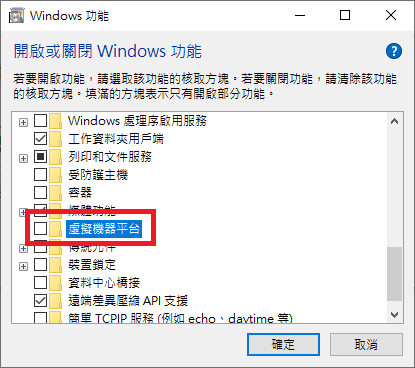 Windows 功能
開啟或關閉 Windows 功能
若要開啟功能，請選取該功能的核取方塊。若要關閉功能，請清除該功能
的核取方塊。填滿的方塊表示只有開啟部分功能。
Windows 處理序啟用服務
工作資料夾用戶端
列印和文件服務
受防護主機
容器
媒體功能
虛擬機器平台
傳統元件
裝置鎖定
資料中心橋接
遠端差異壓縮 API 支援
簡單 TCPIP 服務 (例如 echo、daytime 等)
確定
取消